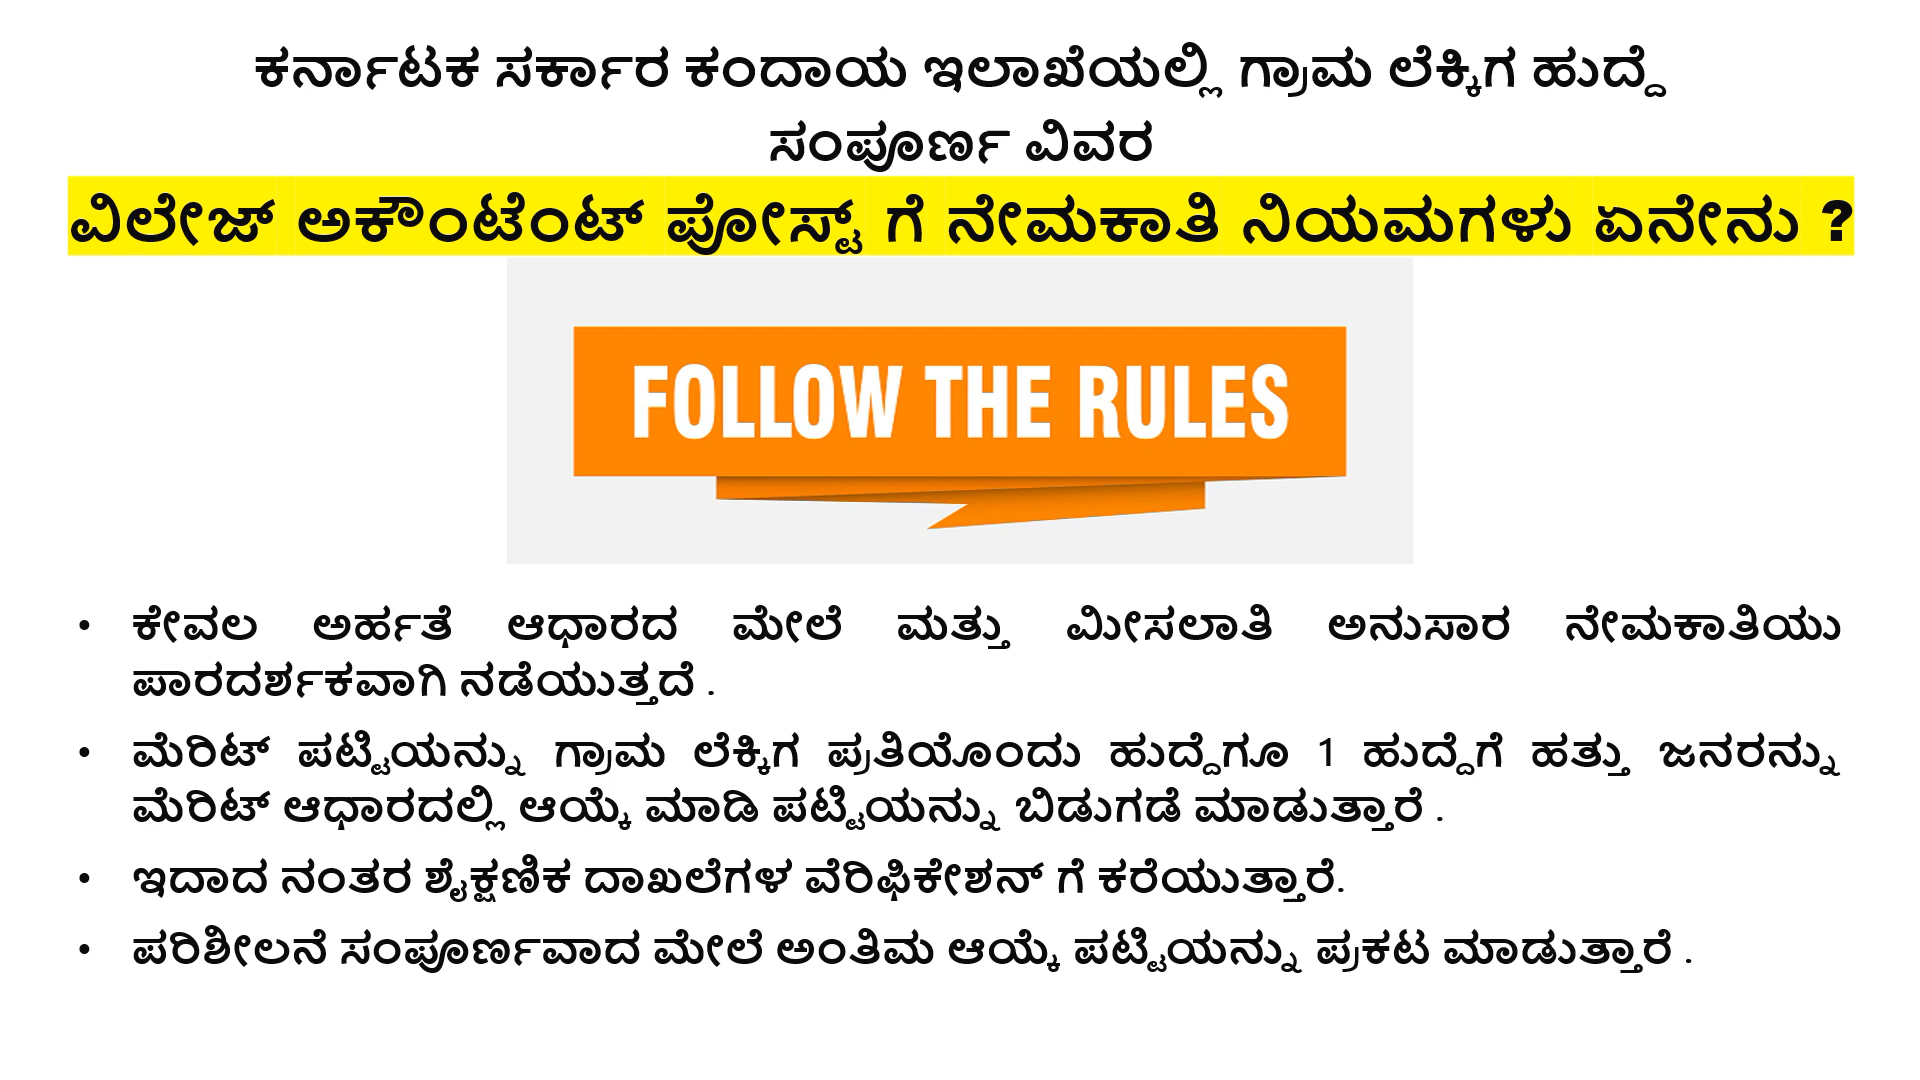 ಕರ್ನಾಟಕ ಸರ್ಕಾರ ಕಂದಾಯ ಇಲಾಖೆಯಲ್ಲಿ ಗ್ರಾಮ ಲೆಕ್ಕಿಗ ಹುದ್ದೆ
ಸಂಪೂರ್ಣ ವಿವರ
ವಿಲೇಜ್ ಅಕೌಂಟೆಂಟ್ ಪೋಸ್ಟ್ ಗೆ ನೇಮಕಾತಿ ನಿಯಮಗಳು ಏನೇನು ?
FOLLOW THE RULES
• ಕೇವಲ ಅರ್ಹತೆ ಆಧಾರದ ಮೇಲೆ ಮತ್ತು ಮೀಸಲಾತಿ ಅನುಸಾರ ನೇಮಕಾತಿಯು
ಪಾರದರ್ಶಕವಾಗಿ ನಡೆಯುತ್ತದೆ .
• ಮೆರಿಟ್ ಪಟ್ಟಿಯನ್ನು ಗ್ರಾಮ ಲೆಕ್ಕಿಗ ಪ್ರತಿಯೊಂದು ಹುದ್ದೆಗೂ 1 ಹುದ್ದೆಗೆ ಹತ್ತು ಜನರನ್ನು
ಮೆರಿಟ್ ಆಧಾರದಲ್ಲಿ ಆಯ್ಕೆ ಮಾಡಿ ಪಟ್ಟಿಯನ್ನು ಬಿಡುಗಡೆ ಮಾಡುತ್ತಾರೆ .
• ಇದಾದ ನಂತರ ಶೈಕ್ಷಣಿಕ ದಾಖಲೆಗಳ ವೆರಿಫಿಕೇಶನ್ ಗೆ ಕರೆಯುತ್ತಾರೆ.
• ಪರಿಶೀಲನೆ ಸಂಪೂರ್ಣವಾದ ಮೇಲೆ ಅಂತಿಮ ಆಯ್ಕೆ ಪಟ್ಟಿಯನ್ನು ಪ್ರಕಟ ಮಾಡುತ್ತಾರೆ .